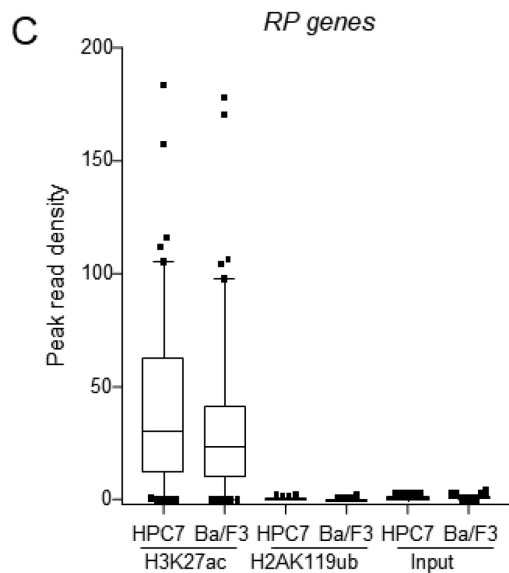 C
RP genes
Peak read density
200
150
100
50
0
HPC7 Ba/F3 HPC7 Ba/F3 HPC7 Ba/F3
H3K27ac H2AK119ub Input